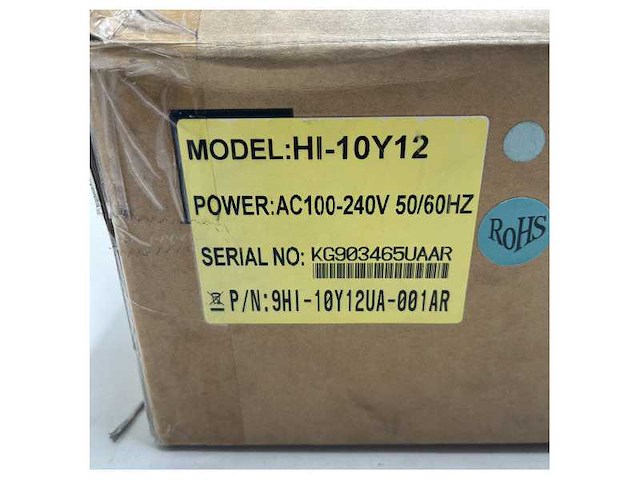 MODEL:HI-10Y12
POWER:AC100-240V 50/60HZ
RoHS
SERIAL NO: KG903465UAAR
P/N:9HI-10Y12UA-001AR